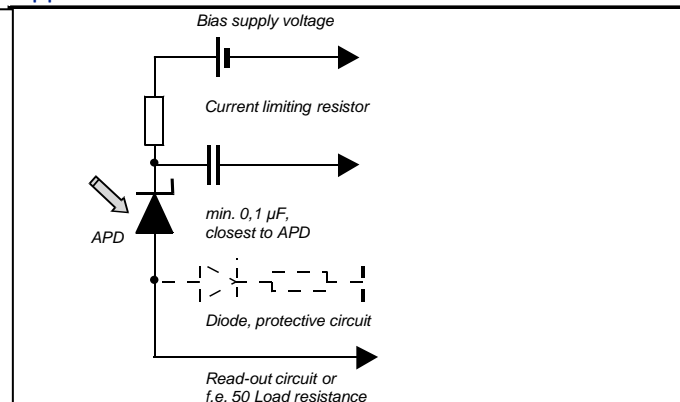 Bias supply voltage
Current limiting resistor
min. 0,1 µF,
closest to APD
APD
Diode, protective circuit
Read-out circuit or
f.e. 50 Load resistance